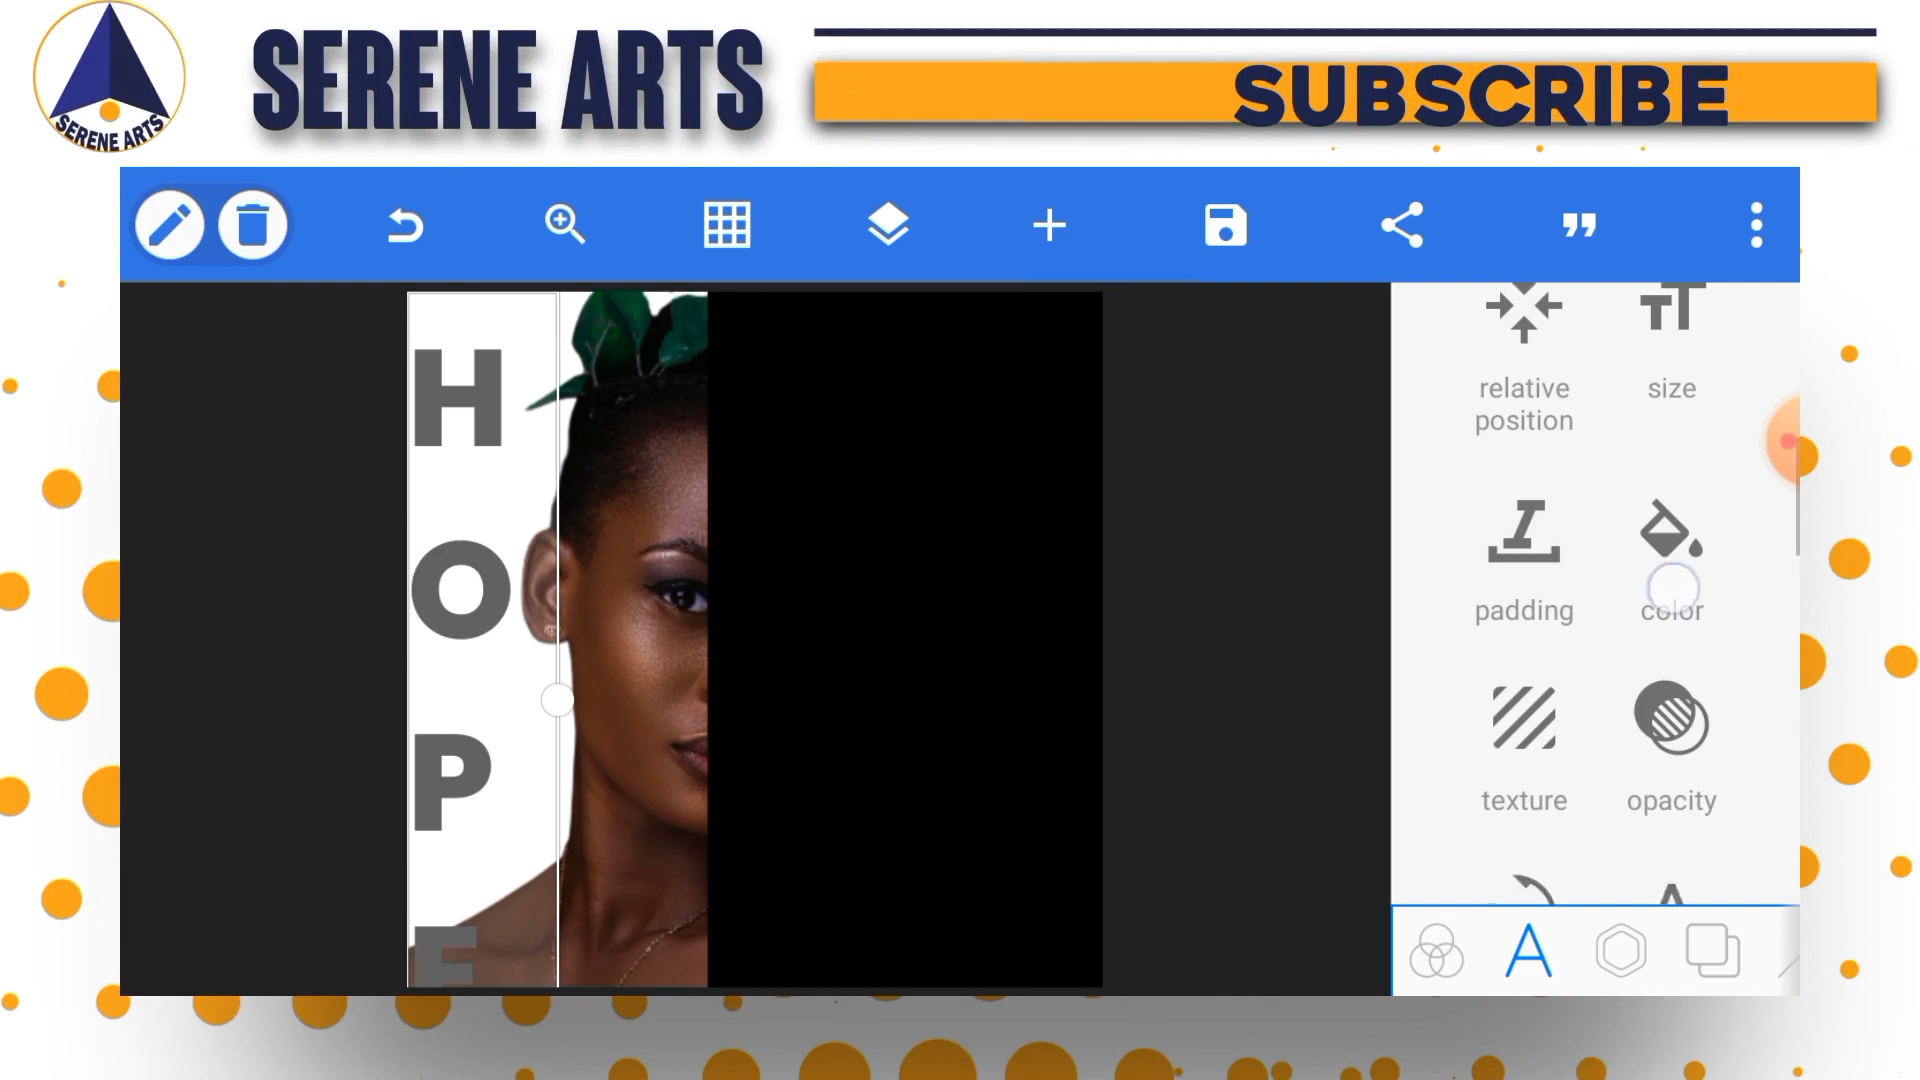 SERENE ARTS
SERENE ARTS
SUBSCRIBE
H
O
P
E
relative
position
size
padding
color
texture
opacity
A